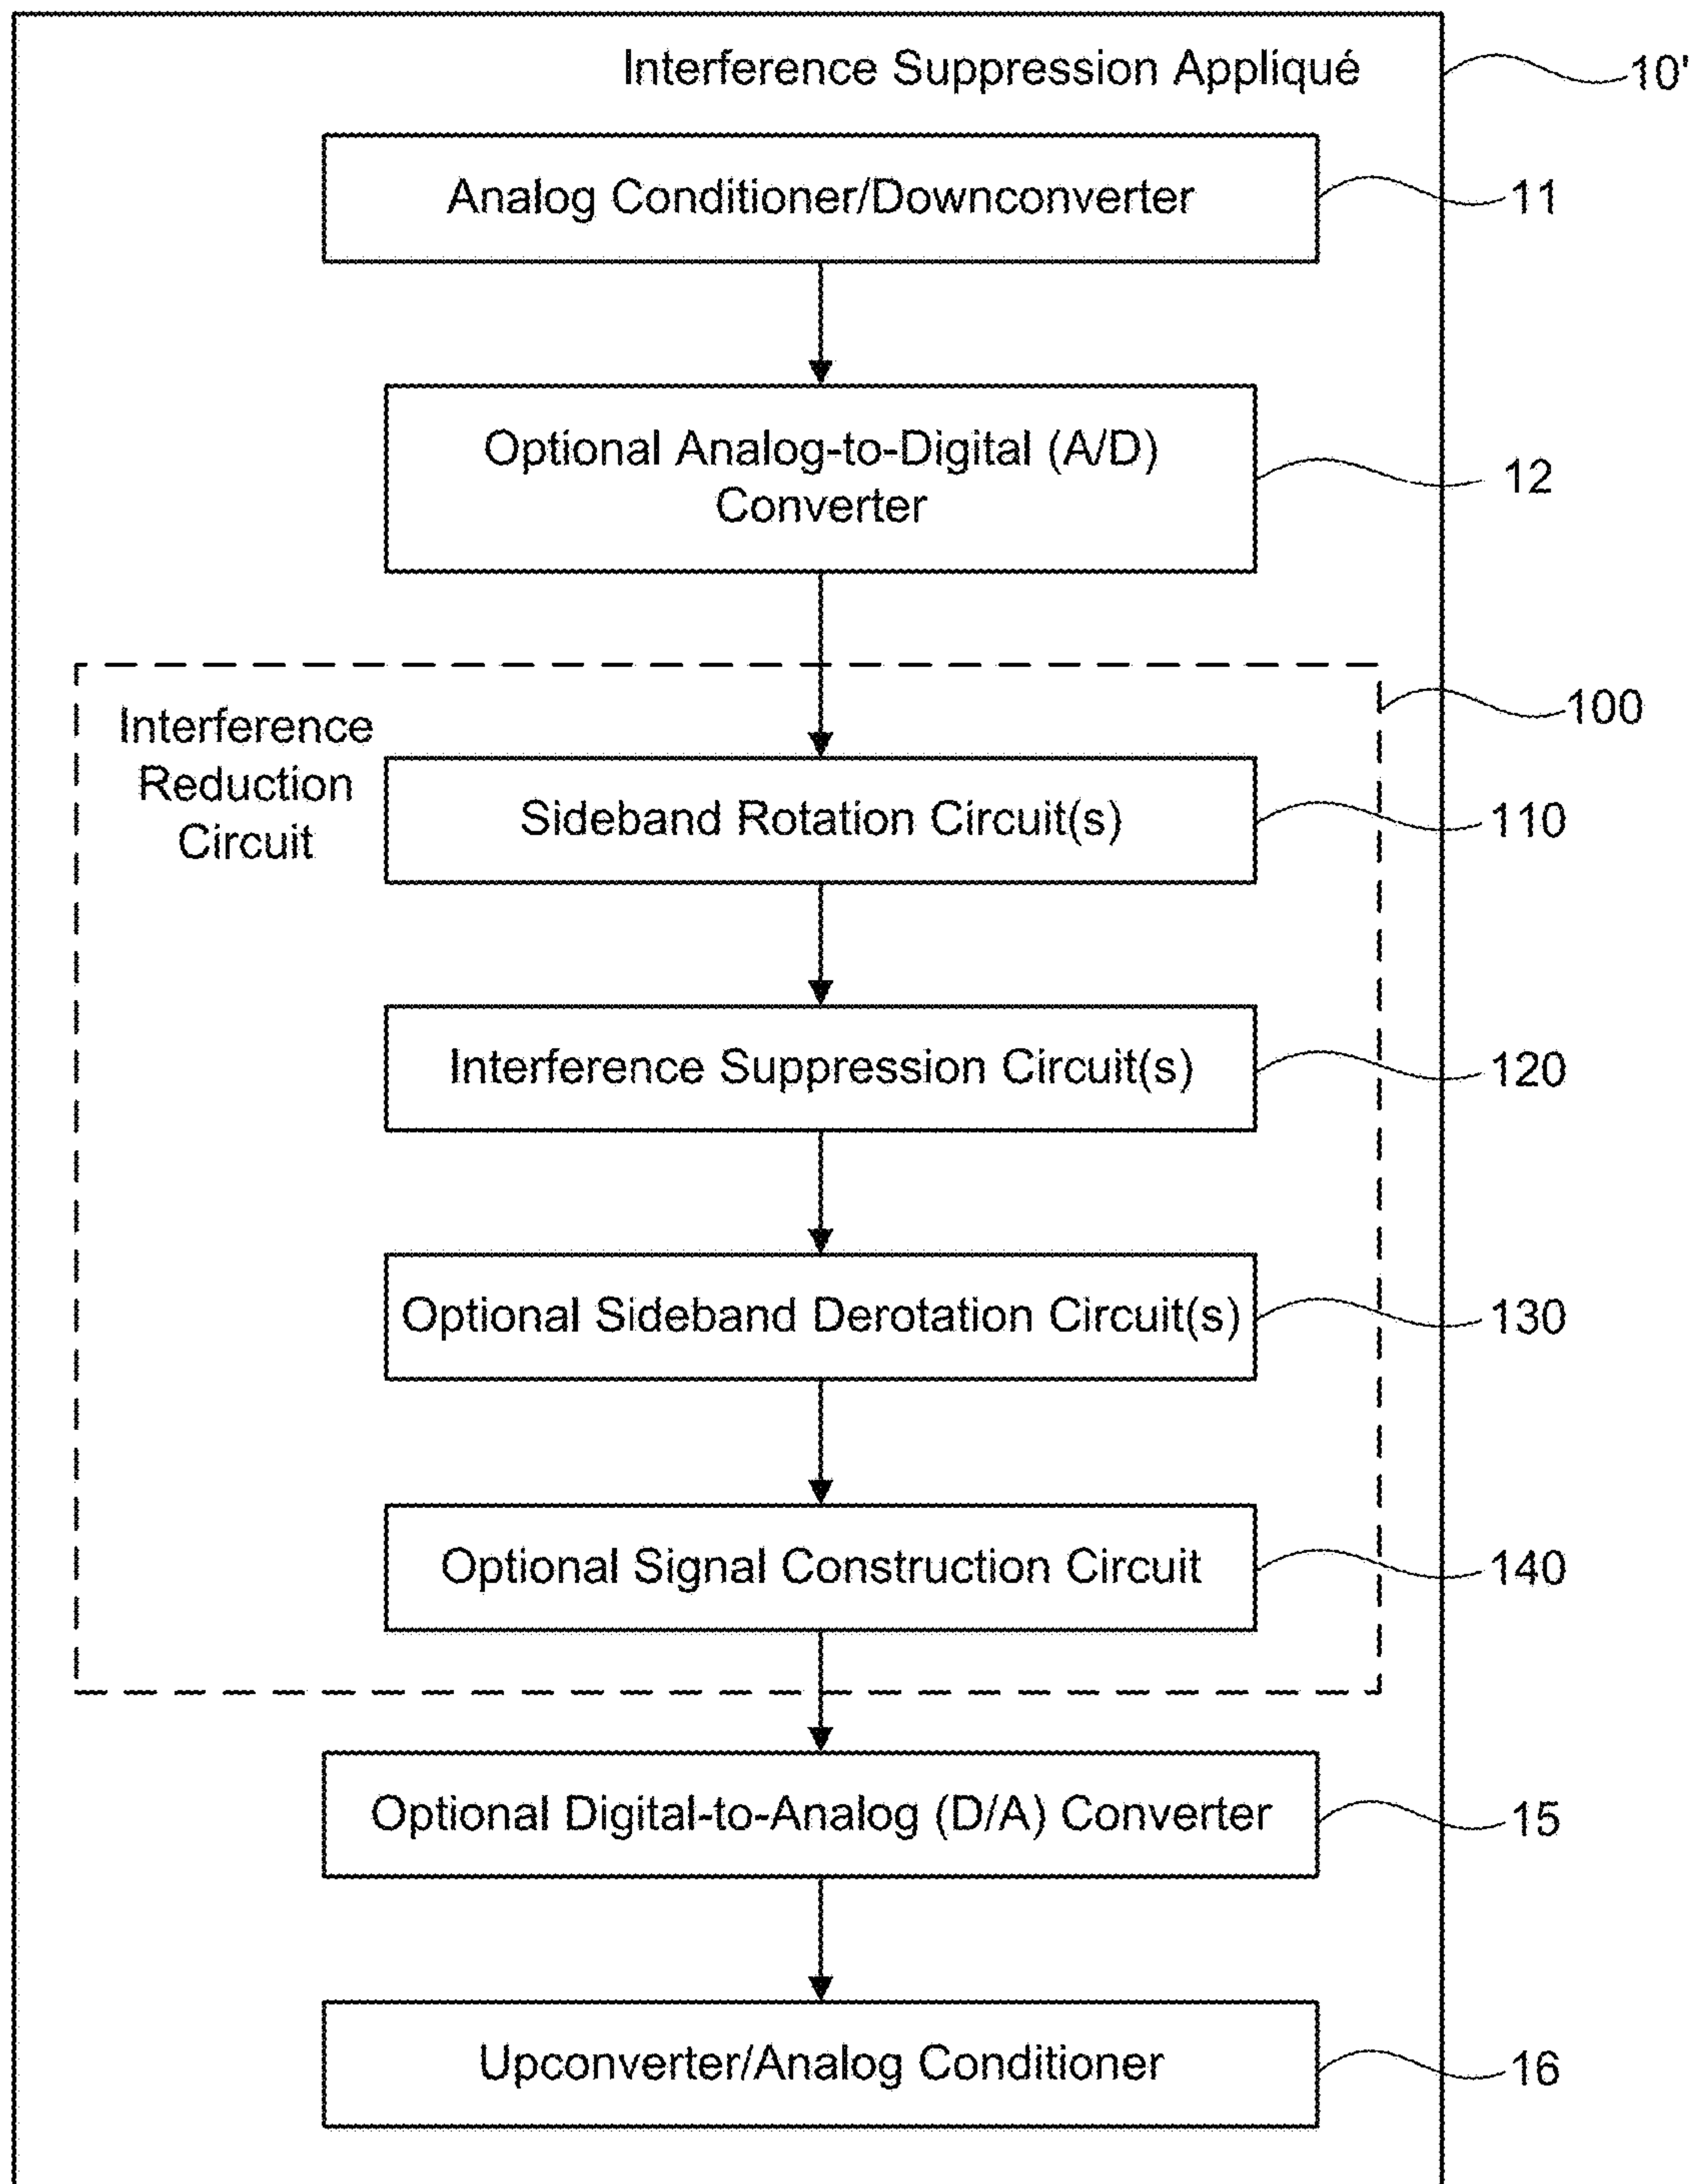 Interference Suppression Appliqué
10'
Analog Conditioner/Downconverter
11
Optional Analog-to-Digital (A/D)
Converter
12
Interference
Reduction
Circuit
100
Sideband Rotation Circuit(s)
110
Interference Suppression Circuit(s)
120
Optional Sideband Derotation Circuit(s)
130
Optional Signal Construction Circuit
140
Optional Digital-to-Analog (D/A) Converter
15
Upconverter/Analog Conditioner
16